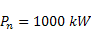 Pₙ = 1000 kW